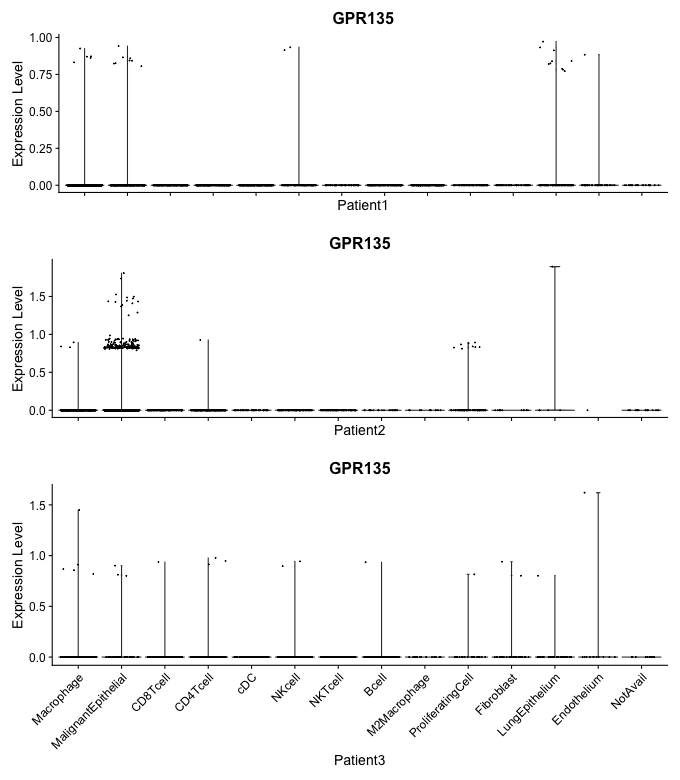 GPR135
Expression Level
1.00
0.75
0.50
0.25
0.00
Patient1
GPR135
Expression Level
1.5
1.0
0.5
0.0
Patient2
GPR135
Expression Level
1.5
1.0
0.5
0.0
Macrophage
MalignantEpithelial
CD8Tcell
CD4Tcell
cDC
NKcell
NKTcell
Bcell
M2Macrophage
ProliferatingCell
Fibroblast
LungEpithelium
Endothelium
NotAvail
Patient3